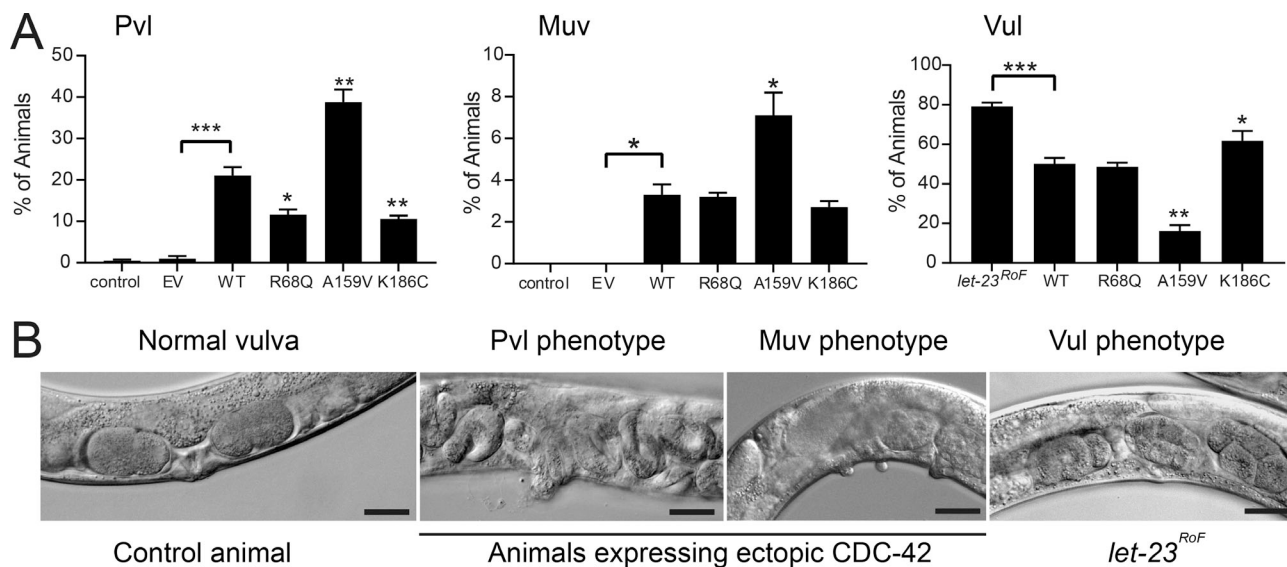 A
Pvl
% of Animals
50
40
30
20
10
0
***
*
**
**
control EV WT R68Q A159V K186C
Muv
% of Animals
10
8
6
4
2
0
*
*
control EV WT R68Q A159V K186C
Vul
% of Animals
100
80
60
40
20
0
***
**
*
let-23RoF WT R68Q A159V K186C
B
Normal vulva
Pvl phenotype
Muv phenotype
Vul phenotype
Control animal
Animals expressing ectopic CDC-42
let-23RoF